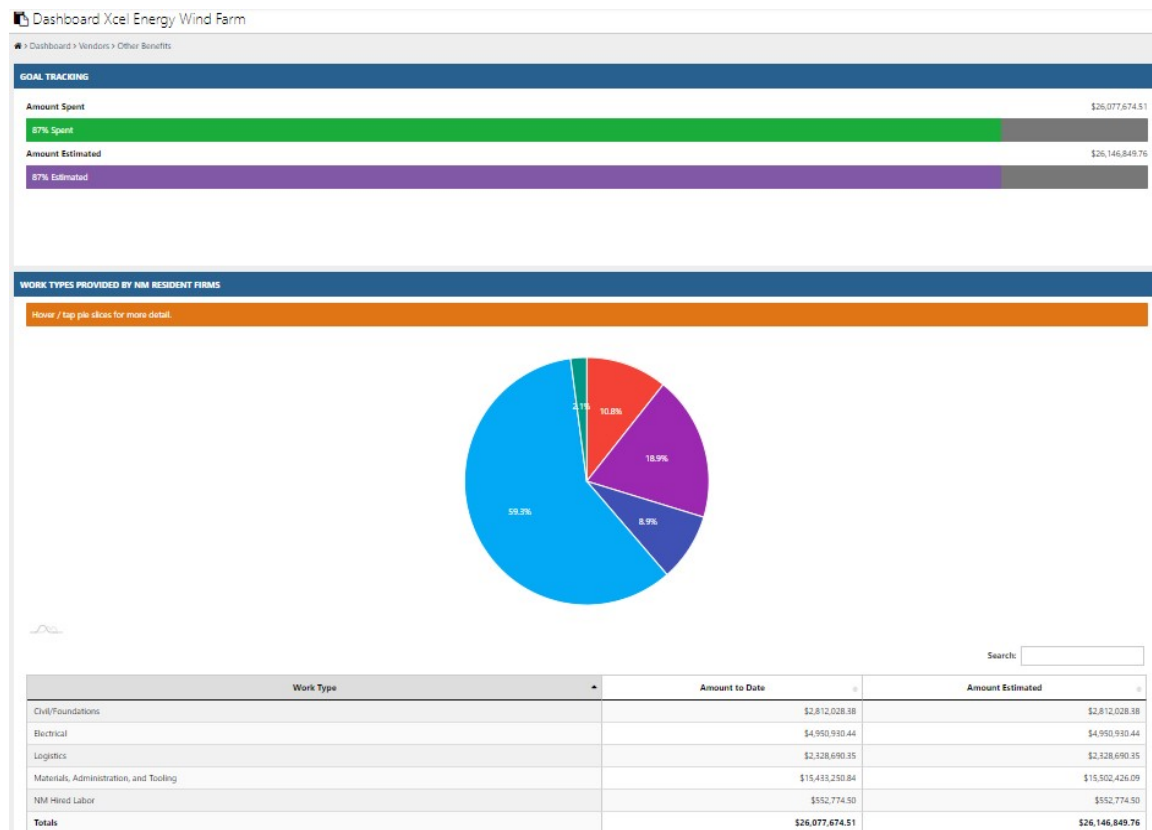 Dashboard Xcel Energy Wind Farm
> Dashboard > Vendors > Other Benefits
GOAL TRACKING
Amount Spent $26,077,674.51
87% Spent
Amount Estimated $26,146,849.76
87% Estimated
WORK TYPES PROVIDED BY NM RESIDENT FIRMS
Hover / tap pie slices for more detail.
2.1% 10.8%
18.9%
59.3% 8.9%
Search:
Work Type Amount to Date Amount Estimated
Civil/Foundations $2,812,028.38 $2,812,028.38
Electrical $4,950,930.44 $4,950,930.44
Logistics $2,328,690.35 $2,328,690.35
Materials, Administration, and Tooling $15,433,250.84 $15,502,426.09
NM Hired Labor $552,774.50 $552,774.50
Totals $26,077,674.51 $26,146,849.76